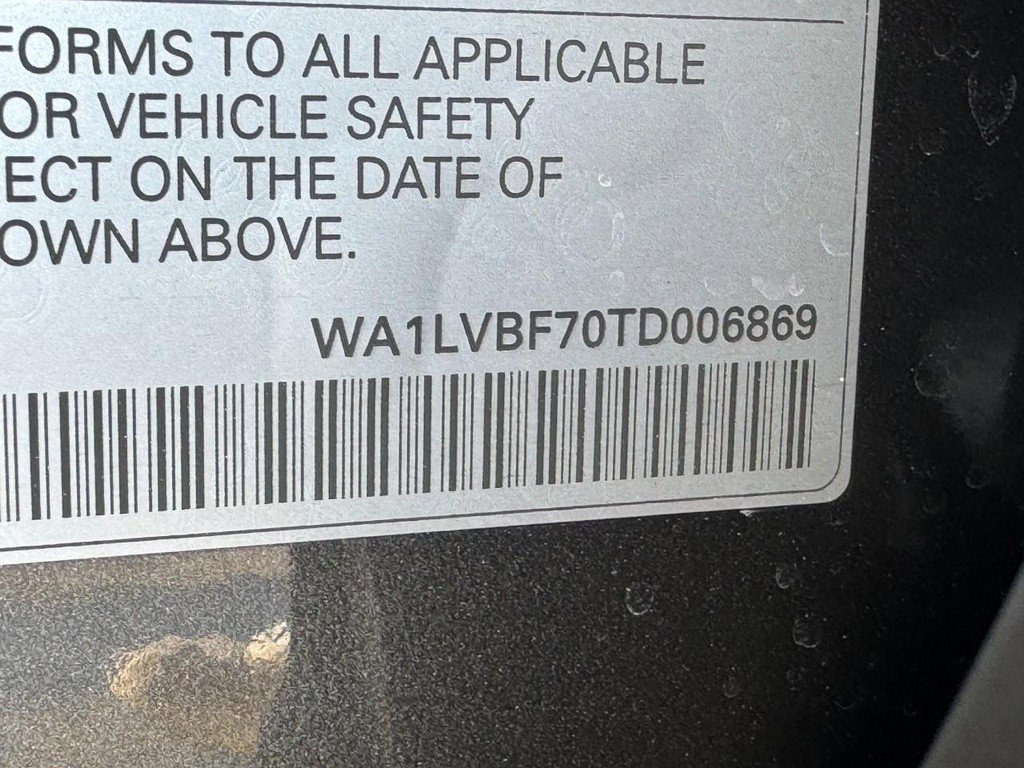 FORMS TO ALL APPLICABLE
OR VEHICLE SAFETY
ECT ON THE DATE OF
OWN ABOVE.
WA1LVBF70TD006869